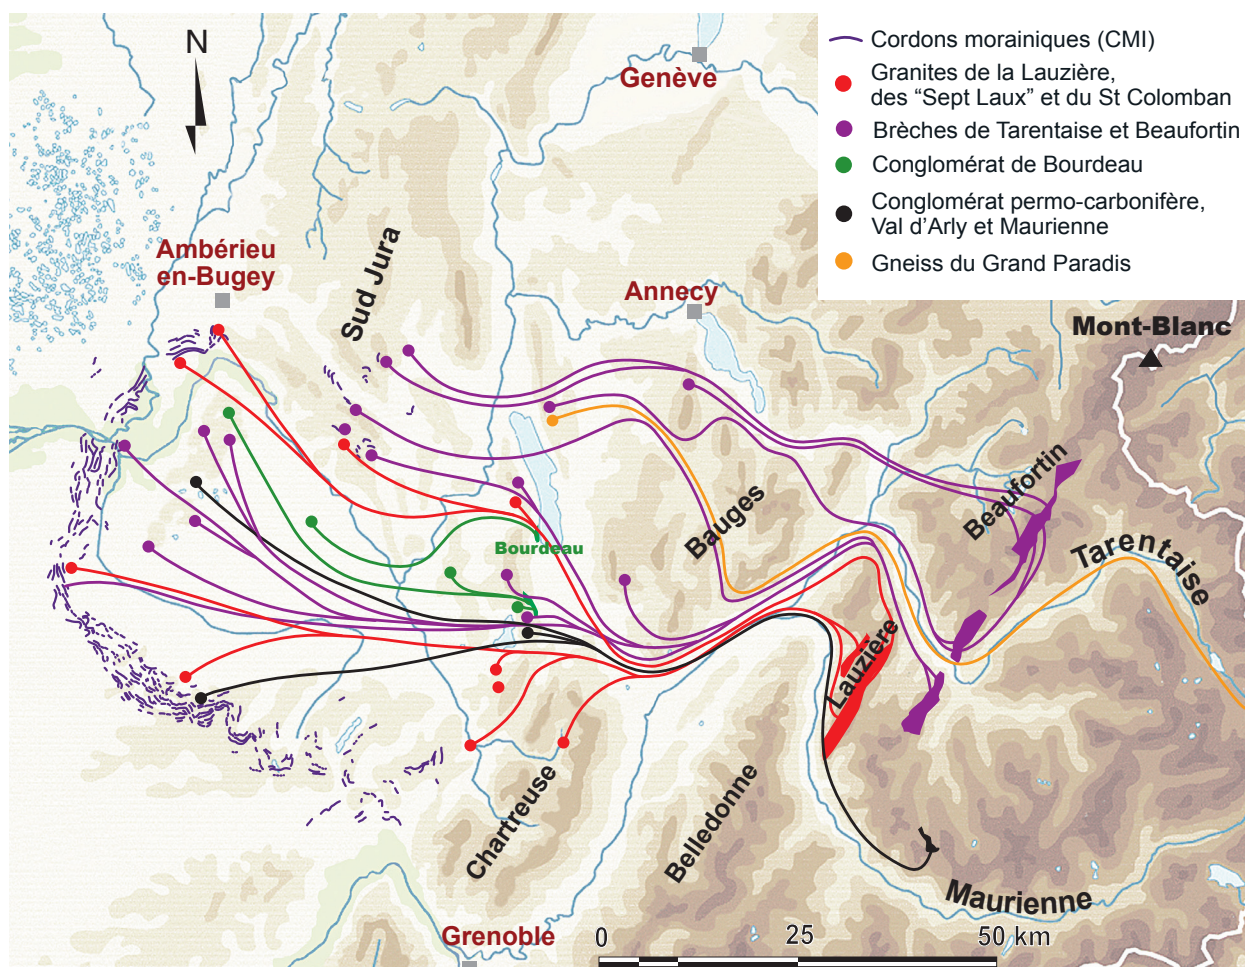 N
Genève
Cordons morainiques (CMI)
Granites de la Lauzière,
des “Sept Laux” et du St Colomban
Brèches de Tarentaise et Beaufortin
Conglomérat de Bourdeau
Conglomérat permo-carbonifère,
Val d’Arly et Maurienne
Gneiss du Grand Paradis
Ambérieu
en-Bugey
Sud Jura
Annecy
Mont-Blanc
Beaufortin
Bauges
Bourdeau
Tarentaise
Lauzière
Chartreuse
Belledonne
Maurienne
Grenoble
0 25 50 km